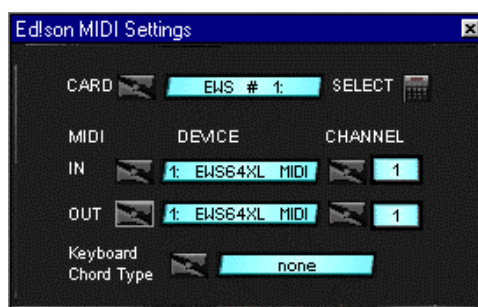 Ed!son MIDI Settings
CARD EWS # 1: SELECT
MIDI DEVICE CHANNEL
IN 1: EWS64XL MIDI 1
OUT 1: EWS64XL MIDI 1
Keyboard
Chord Type none